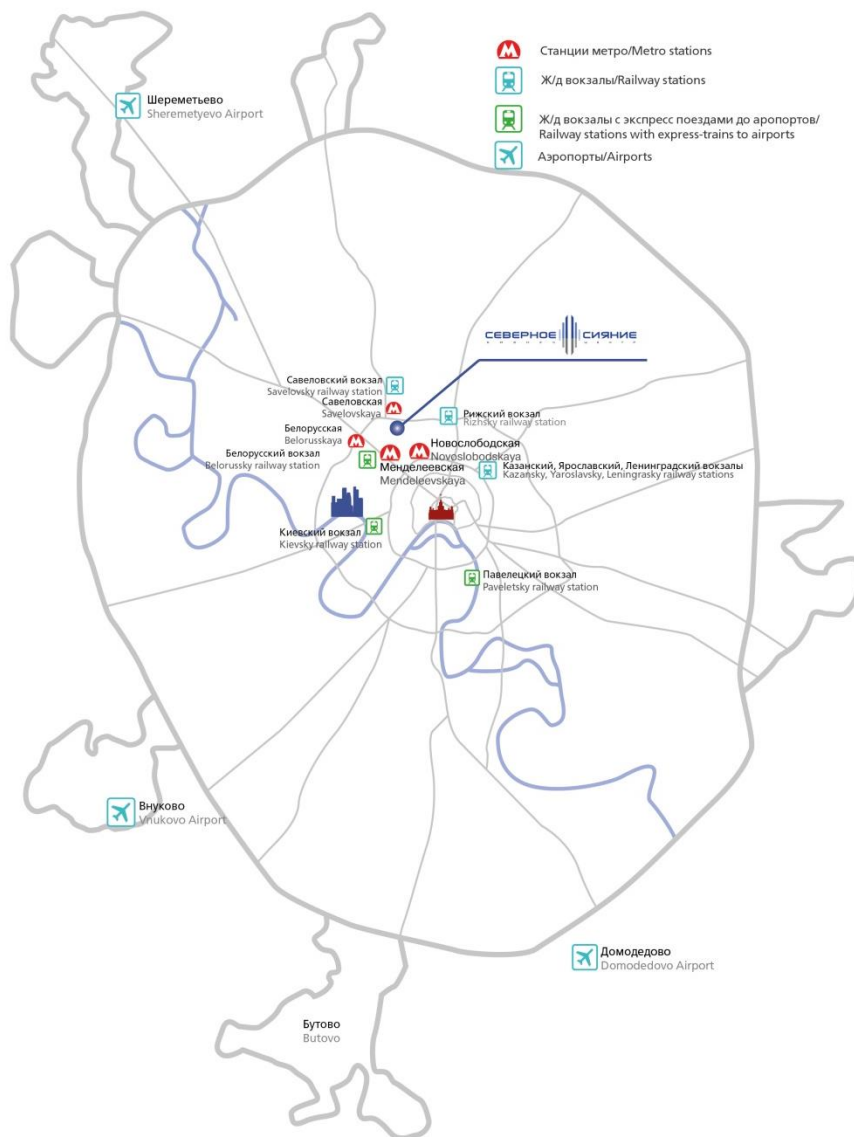 Станции метро/Metro stations
Ж/д вокзалы/Railway stations
Ж/д вокзалы с экспресс поездами до аропортов/
Railway stations with express-trains to airports
Аэропорты/Airports
Шереметьево
Sheremetyevo Airport
СЕВЕРНОЕ СИЯНИЕ
Савеловский вокзал
Savelovsky railway station
Савеловская
Savelovskaya
Рижский вокзал
Rizhsky railway station
Белорусская
Belorusskaya
Новослободская
Novoslobodskaya
Белорусский вокзал
Belorussky railway station
Менделеевская
Mendeleevskaya
Казанский, Ярославский, Ленинградский вокзалы
Kazansky, Yaroslavsky, Leningrasky railway stations
Киевский вокзал
Kievsky railway station
Павелецкий вокзал
Paveletsky railway station
Внуково
Vnukovo Airport
Домодедово
Domodedovo Airport
Бутово
Butovo